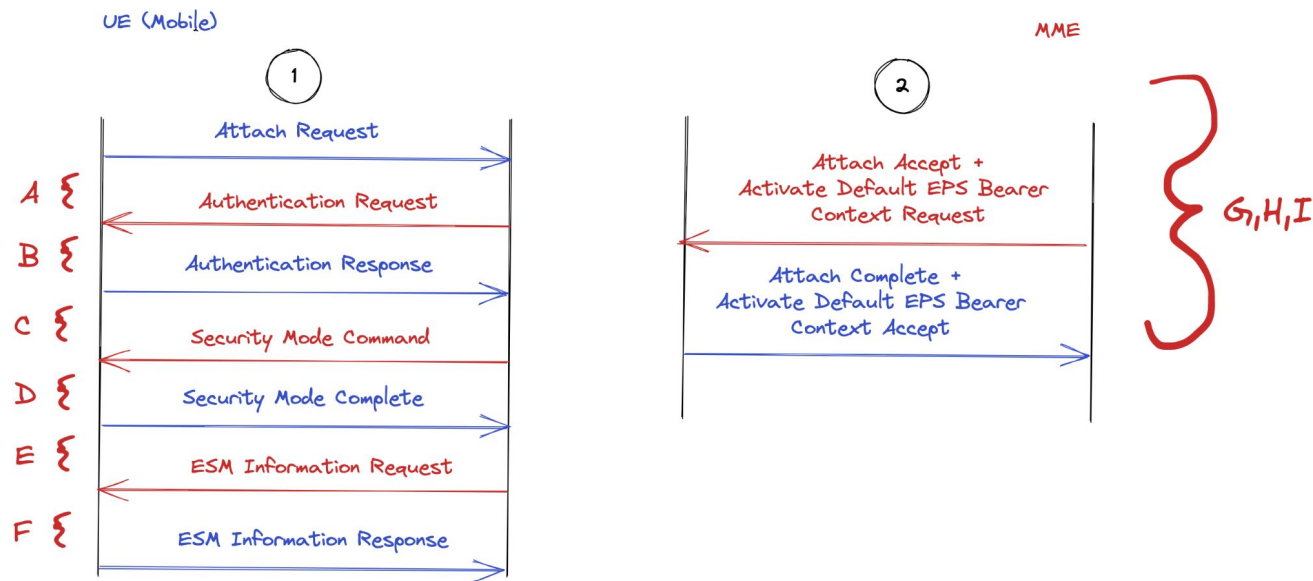 UE (Mobile)
MME
1
Attach Request
A {
Authentication Request
B {
Authentication Response
C {
Security Mode Command
D {
Security Mode Complete
E {
ESM Information Request
F {
ESM Information Response
2
Attach Accept +
Activate Default EPS Bearer
Context Request
Attach Complete +
Activate Default EPS Bearer
Context Accept
} G,H,I